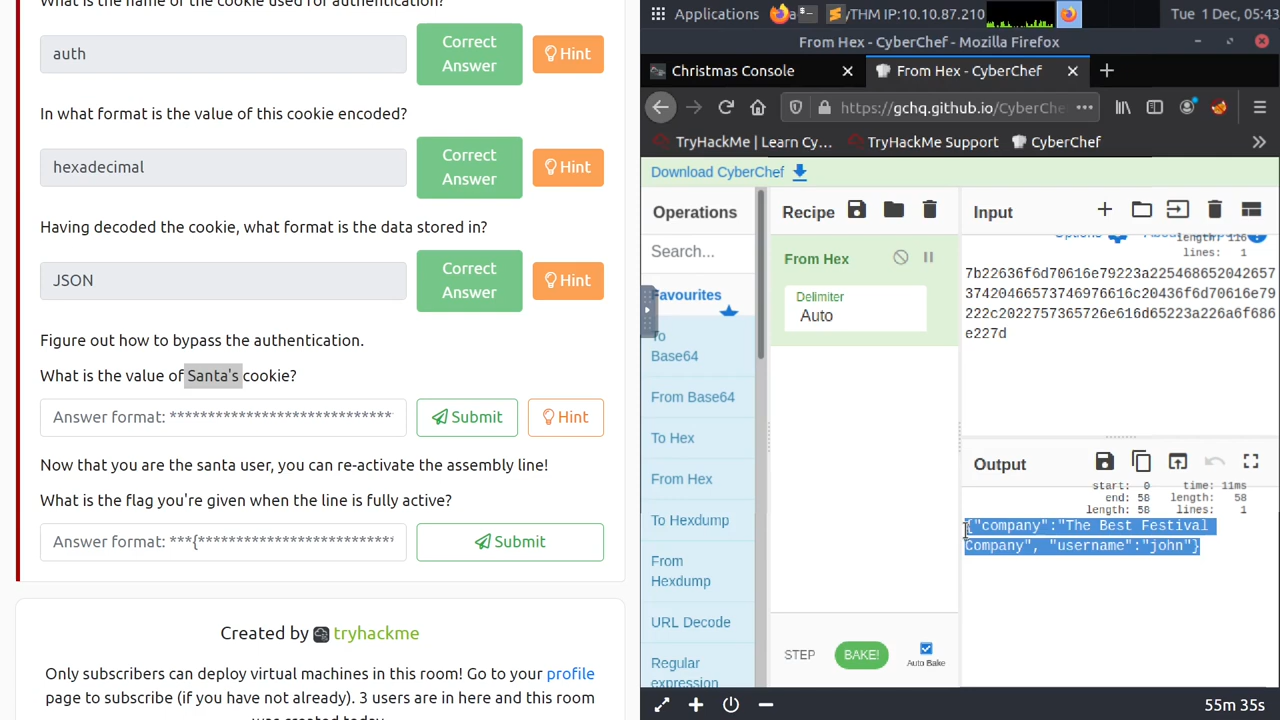 What is the name of the cookie used for authentication?
auth
Correct
Answer
Hint
In what format is the value of this cookie encoded?
hexadecimal
Correct
Answer
Hint
Having decoded the cookie, what format is the data stored in?
JSON
Correct
Answer
Hint
Figure out how to bypass the authentication.
What is the value of Santa's cookie?
Answer format: *******************************
Submit
Hint
Now that you are the santa user, you can re-activate the assembly line!
What is the flag you're given when the line is fully active?
Answer format: ***{***************************
Submit
Created by tryhackme
Only subscribers can deploy virtual machines in this room! Go to your profile
page to subscribe (if you have not already). 3 users are in here and this room
was created today
Applications
yTHM IP:10.10.87.210
Tue 1 Dec, 05:43
From Hex - CyberChef - Mozilla Firefox
Christmas Console
From Hex - CyberChef
https://gchq.github.io/CyberChe
TryHackMe | Learn Cy…
TryHackMe Support
CyberChef
Download CyberChef
Operations
Search...
Favourites
To
Base64
From Base64
To Hex
From Hex
To Hexdump
From
Hexdump
URL Decode
Regular
expression
Recipe
From Hex
Delimiter
Auto
STEP
BAKE!
Auto Bake
Input
length: 116
lines: 1
7b22636f6d70616e79223a225468652042657
374204665737469766616c20436f6d70616e79
222c2022757365726e616d65223a226a6f686
e227d
Output
start: 0
end: 58
length: 58
time: 11ms
length: 58
lines: 1
{"company":"The Best Festival
Company", "username":"john"}
55m 35s